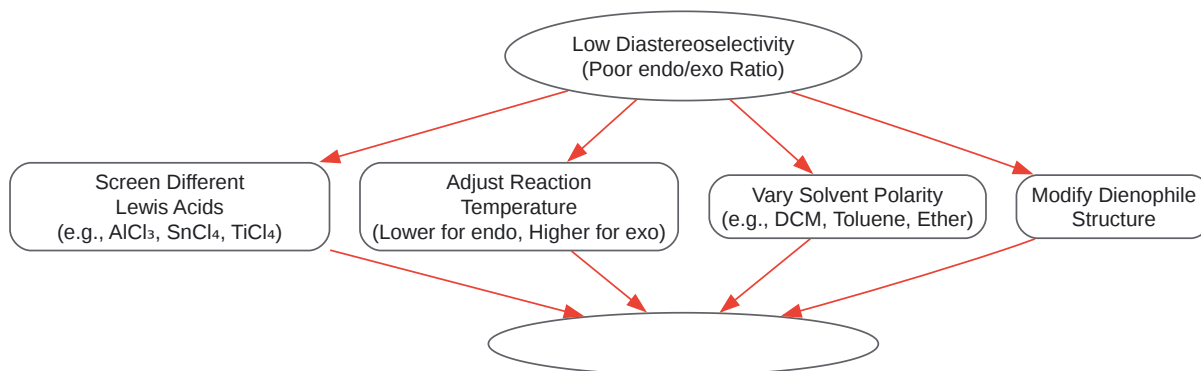 Low Diastereoselectivity
(Poor endo/exo Ratio)
Screen Different
Lewis Acids
(e.g., AlCl₃, SnCl₄, TiCl₄)
Adjust Reaction
Temperature
(Lower for endo, Higher for exo)
Vary Solvent Polarity
(e.g., DCM, Toluene, Ether)
Modify Dienophile
Structure